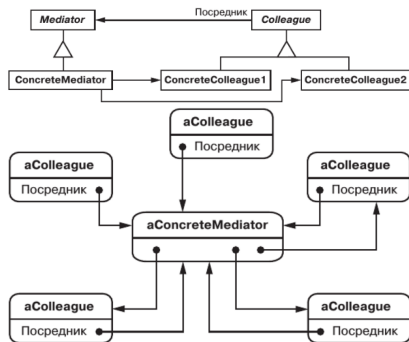 Посредник
Mediator
Colleague
ConcreteMediator
ConcreteColleague1
ConcreteColleague2
aColleague
Посредник
aColleague
Посредник
aColleague
Посредник
aConcreteMediator
aColleague
Посредник
aColleague
Посредник